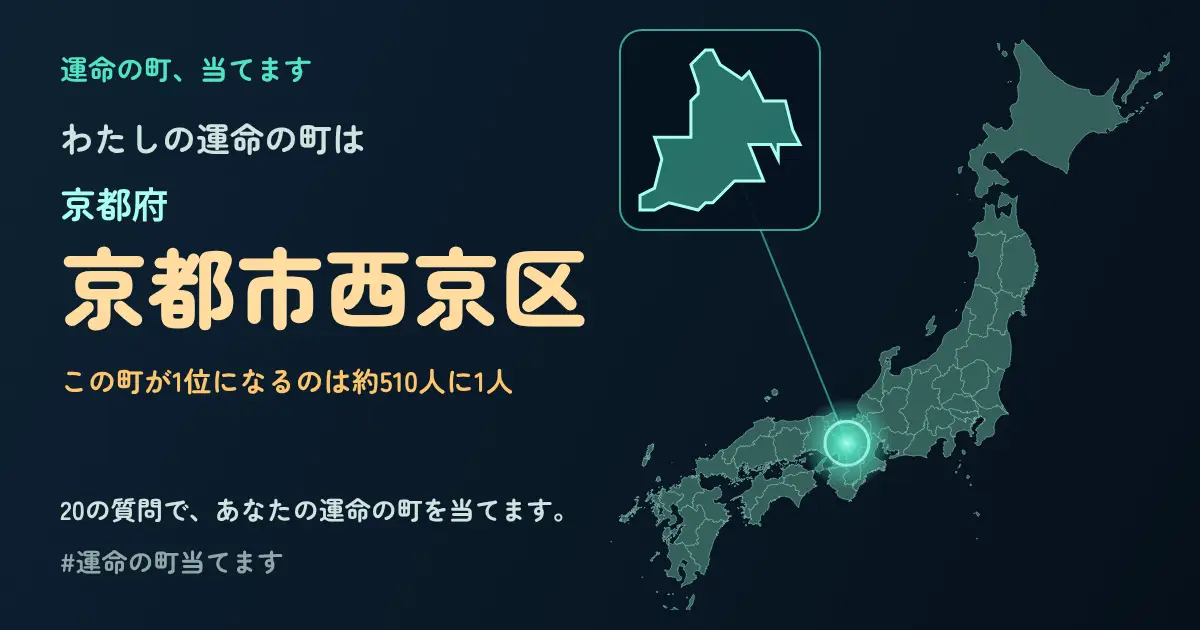 運命の町、当てます
わたしの運命の町は
京都府
京都市西京区
この町が1位になるのは約510人に1人
20の質問で、あなたの運命の町を当てます。
#運命の町当てます